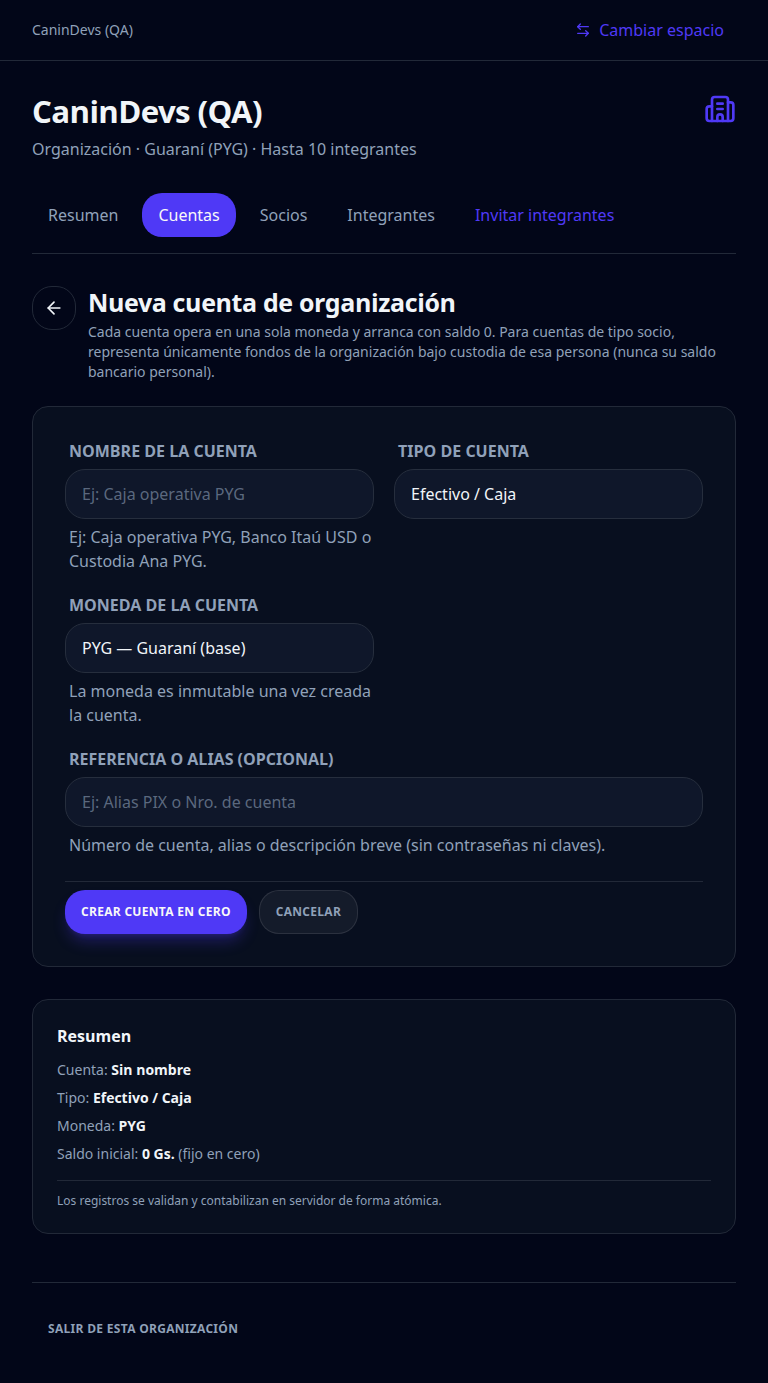 CaninDevs (QA)
Cambiar espacio
CaninDevs (QA)
Organización · Guaraní (PYG) · Hasta 10 integrantes
Resumen
Cuentas
Socios
Integrantes
Invitar integrantes
Nueva cuenta de organización
Cada cuenta opera en una sola moneda y arranca con saldo 0. Para cuentas de tipo socio,
representa únicamente fondos de la organización bajo custodia de esa persona (nunca su saldo
bancario personal).
NOMBRE DE LA CUENTA
Ej: Caja operativa PYG
Ej: Caja operativa PYG, Banco Itaú USD o
Custodia Ana PYG.
TIPO DE CUENTA
Efectivo / Caja
MONEDA DE LA CUENTA
PYG — Guaraní (base)
La moneda es inmutable una vez creada
la cuenta.
REFERENCIA O ALIAS (OPCIONAL)
Ej: Alias PIX o Nro. de cuenta
Número de cuenta, alias o descripción breve (sin contraseñas ni claves).
CREAR CUENTA EN CERO
CANCELAR
Resumen
Cuenta: Sin nombre
Tipo: Efectivo / Caja
Moneda: PYG
Saldo inicial: 0 Gs. (fijo en cero)
Los registros se validan y contabilizan en servidor de forma atómica.
SALIR DE ESTA ORGANIZACIÓN